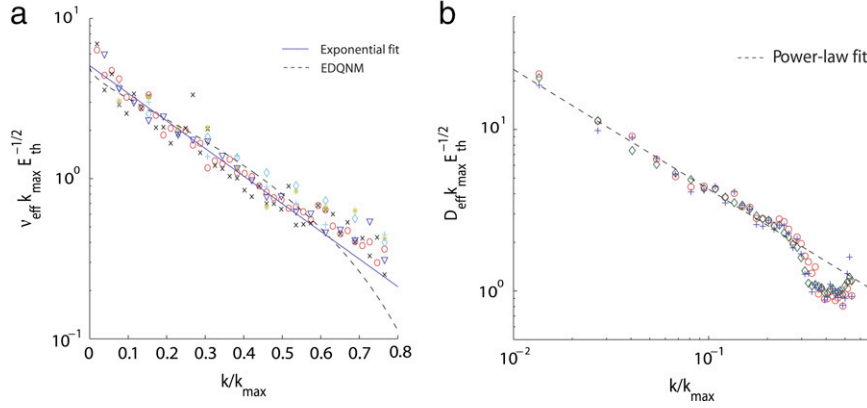 a
10^1
10^0
10^-1
ν_eff k_max E_th^-1/2
Exponential fit
EDQNM
0 0.1 0.2 0.3 0.4 0.5 0.6 0.7 0.8
k/k_max
b
10^1
10^0
D_eff k_max E_th^-1/2
Power-law fit
10^-2 10^-1
k/k_max